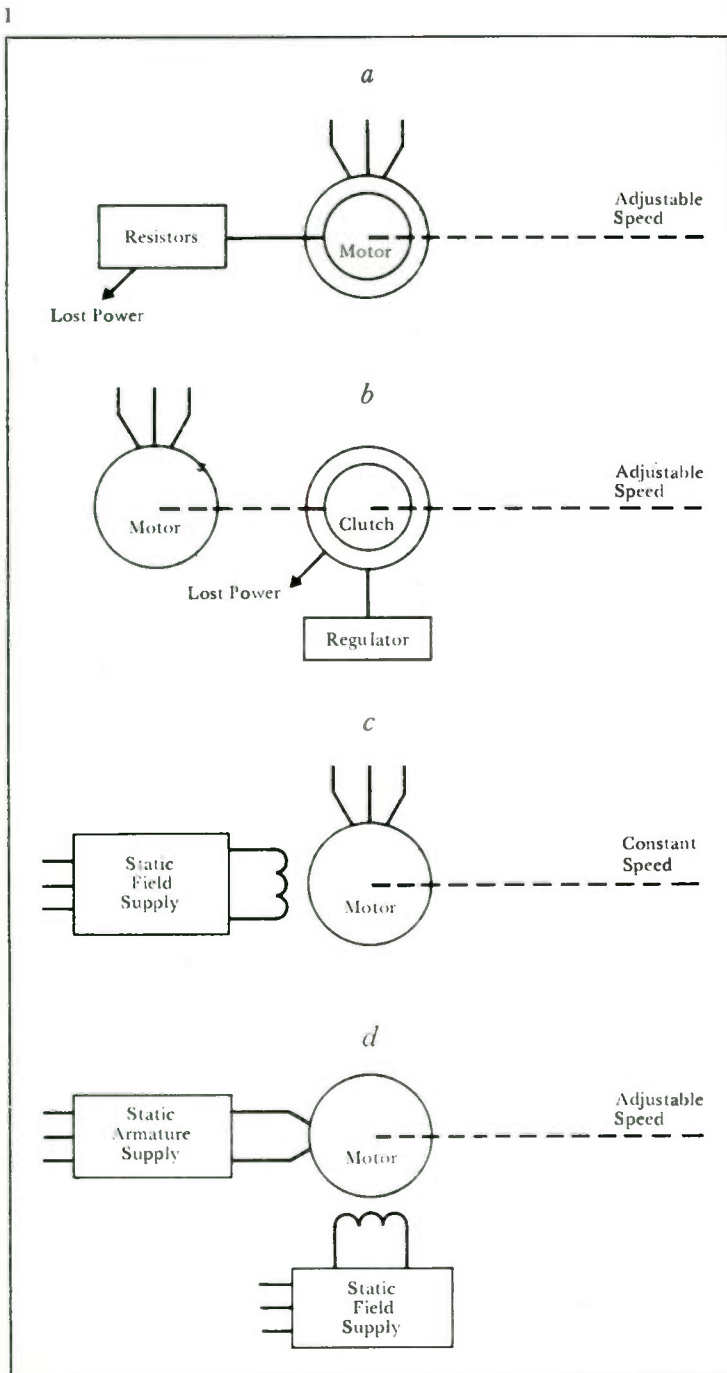 1
a
Adjustable
Speed
Resistors
Motor
Lost Power
b
Adjustable
Speed
Motor
Clutch
Lost Power
Regulator
c
Static
Field
Supply
Motor
Constant
Speed
d
Static
Armature
Supply
Motor
Adjustable
Speed
Static
Field
Supply